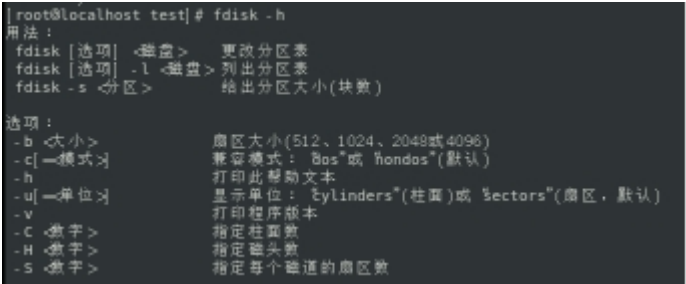 [root@localhost test]# fdisk -h
用法：
fdisk [选项] <磁盘>    更改分区表
fdisk [选项] -l <磁盘> 列出分区表
fdisk -s <分区>        给出分区大小(块数)
选项：
-b <大小>              扇区大小(512、1024、2048或4096)
-c[=<模式>]            兼容模式：“dos”或“nondos”(默认)
-h                     打印此帮助文本
-u[=<单位>]            显示单位：“cylinders”(柱面)或“sectors”(扇区，默认)
-v                     打印程序版本
-C <数字>              指定柱面数
-H <数字>              指定磁头数
-S <数字>              指定每个磁道的扇区数